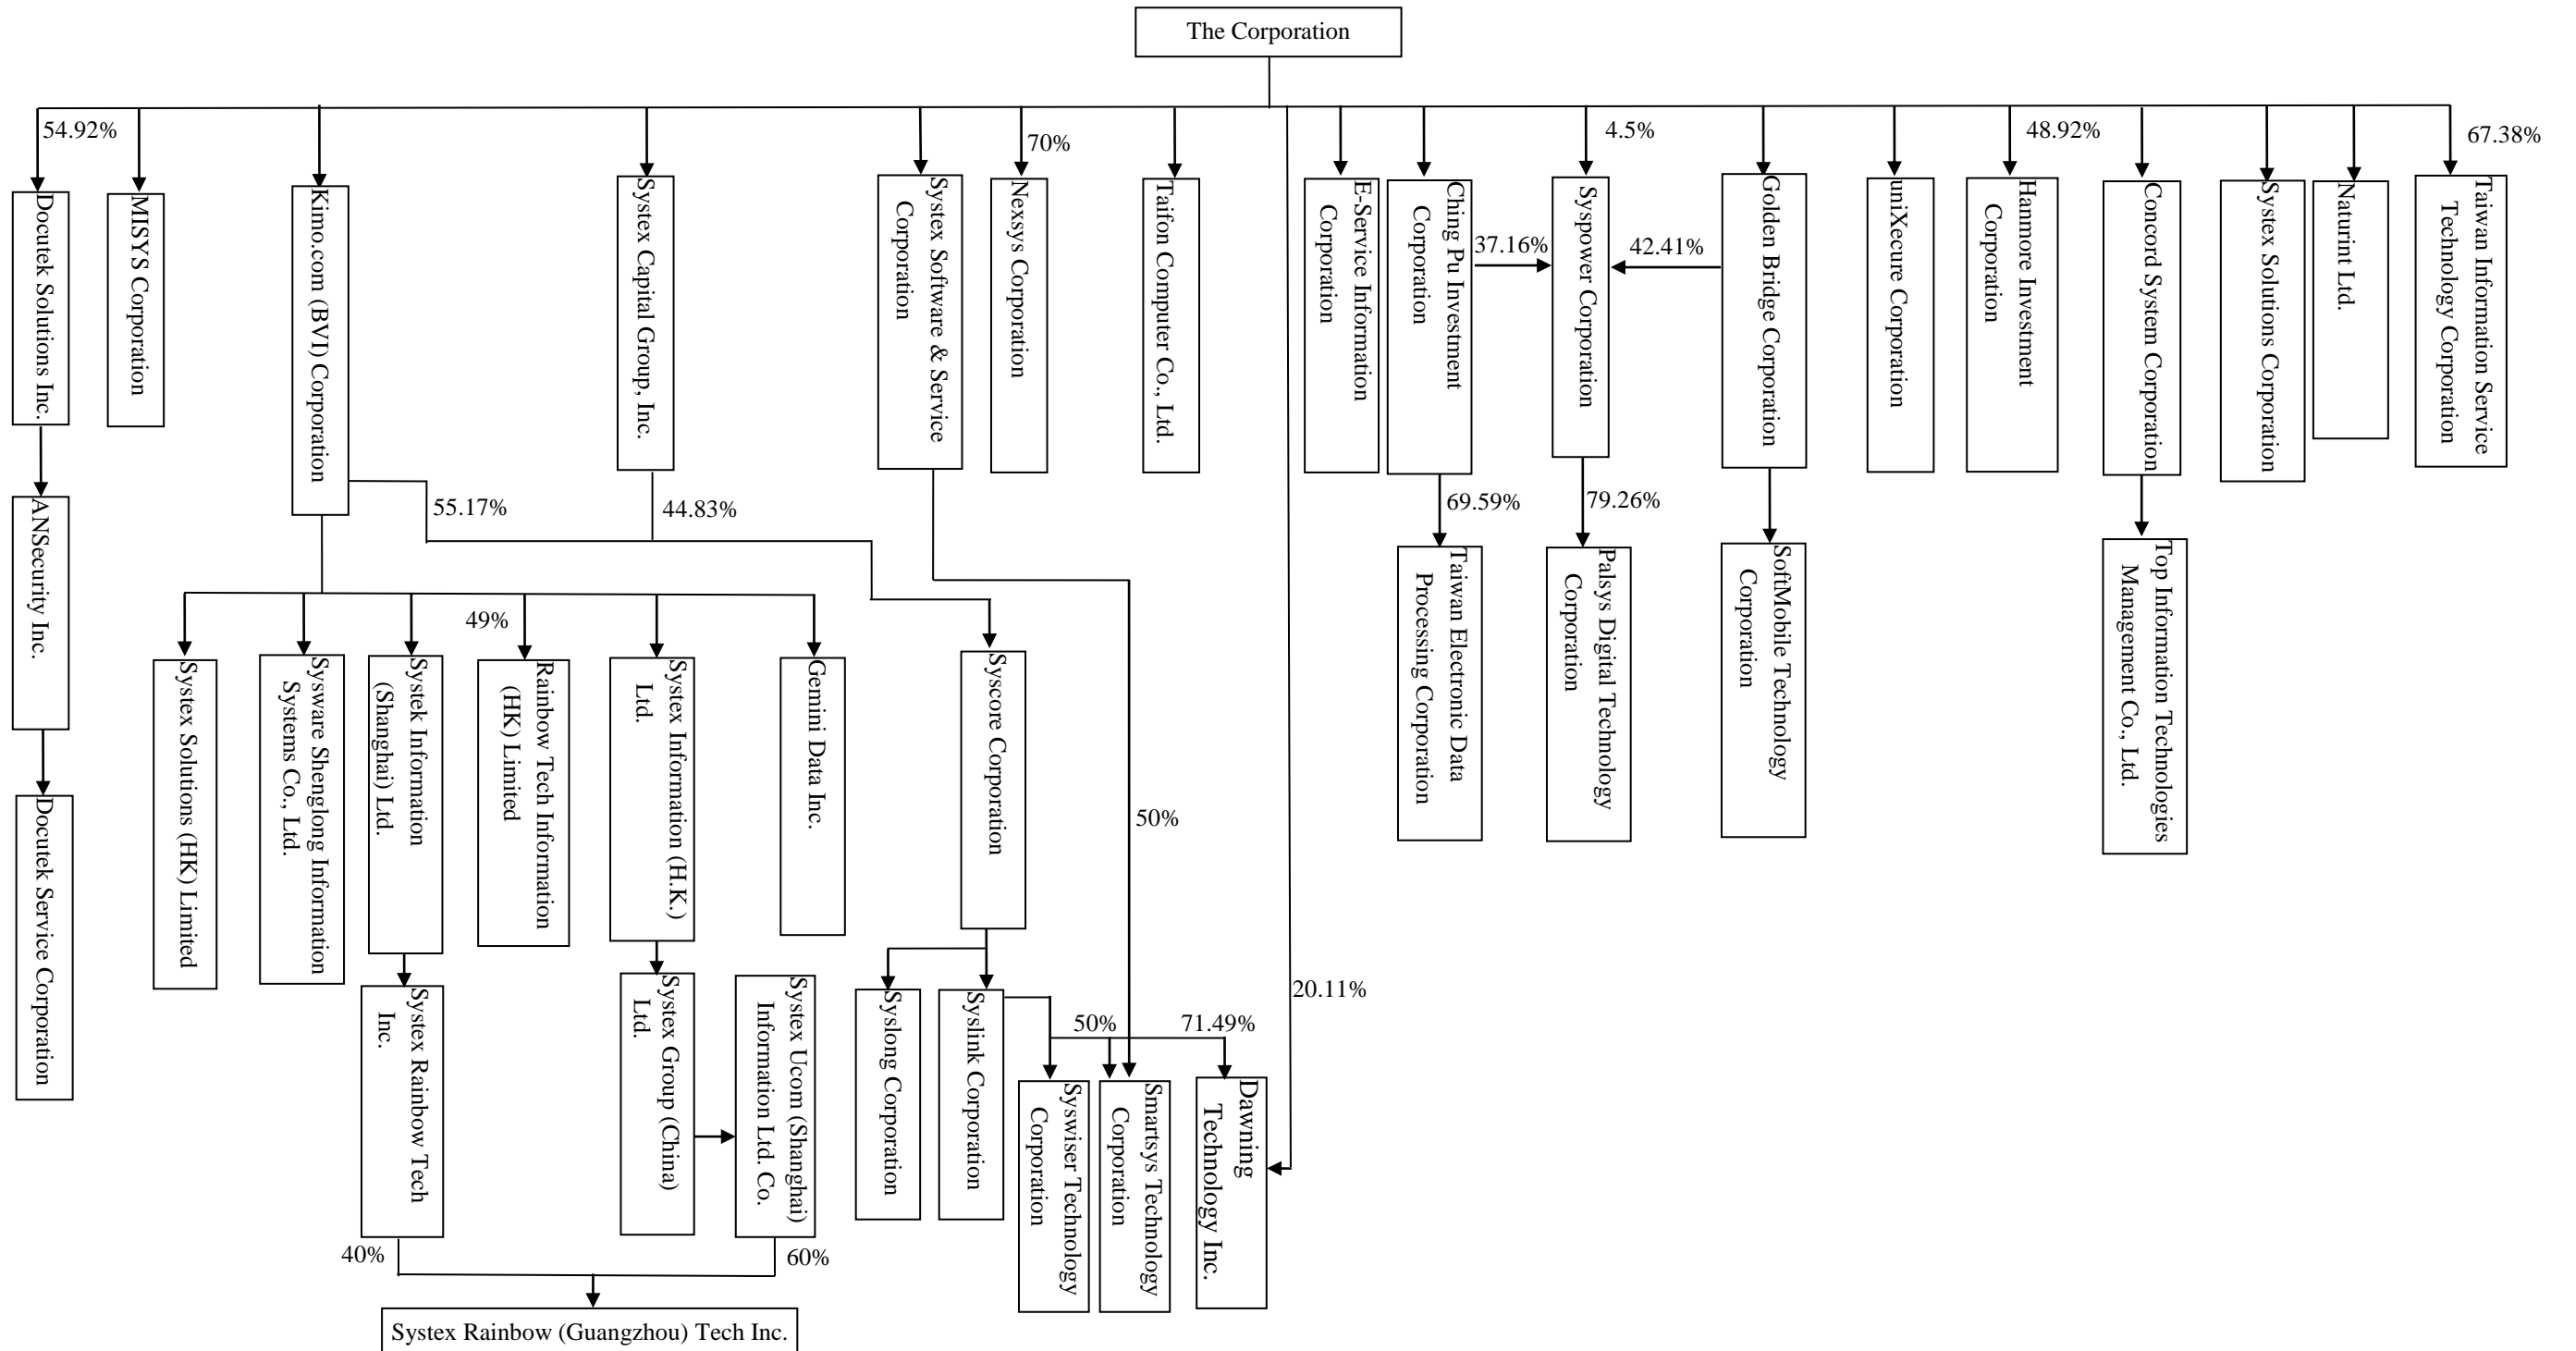 The Corporation
54.92%
70%
4.5%
48.92%
67.38%
Docutek Solutions Inc.
MISYS Corporation
Kimo.com (BVI) Corporation
Systex Capital Group, Inc.
Systex Software & Service
Corporation
Nexsys Corporation
Taifon Computer Co., Ltd.
E-Service Information
Corporation
Ching Pu Investment
Corporation
37.16%
Syspower Corporation
42.41%
Golden Bridge Corporation
uniXecure Corporation
Hanmore Investment
Corporation
Concord System Corporation
Systex Solutions Corporation
Naturint Ltd.
Taiwan Information Service
Technology Corporation
55.17%
44.83%
69.59%
79.26%
ANSecurity Inc.
Taiwan Electronic Data
Processing Corporation
Palsys Digital Technology
Corporation
SoftMobile Technology
Corporation
Top Information Technologies
Management Co., Ltd.
49%
Systex Solutions (HK) Limited
Sysware Shenglong Information
Systems Co., Ltd.
Systek Information
(Shanghai) Ltd.
Rainbow Tech Information
(HK) Limited
Systex Information (H.K.)
Ltd.
Gemini Data Inc.
Syscore Corporation
50%
Docutek Service Corporation
20.11%
Systex Rainbow Tech
Inc.
Systex Group (China)
Ltd.
Systex Ucom (Shanghai)
Information Ltd. Co.
Syslong Corporation
Syslink Corporation
50%
71.49%
Syswiser Technology
Corporation
Smartsys Technology
Corporation
Dawning
Technology Inc.
40%
60%
Systex Rainbow (Guangzhou) Tech Inc.